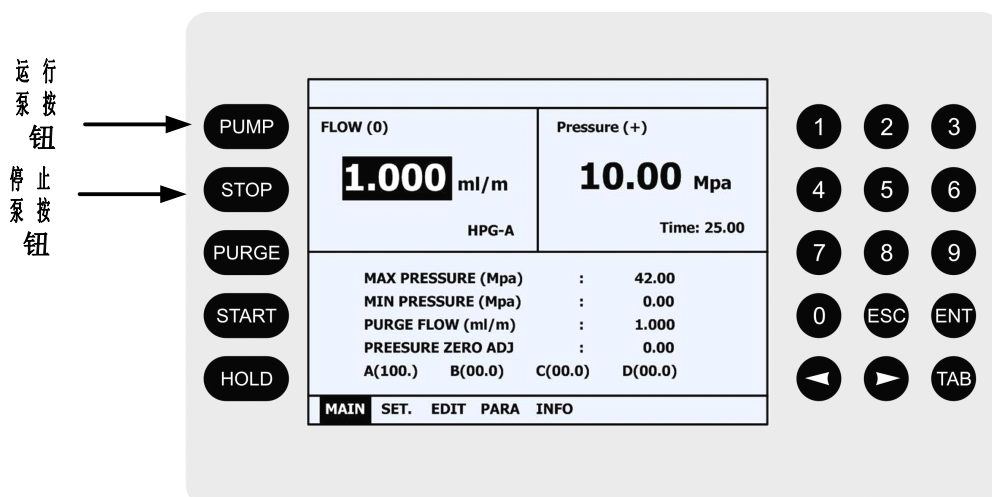 运 行
泵 按
钮
停 止
泵 按
钮
PUMP
STOP
PURGE
START
HOLD
FLOW (0)
1.000 ml/m
HPG-A
Pressure (+)
10.00 Mpa
Time: 25.00
MAX PRESSURE (Mpa) : 42.00
MIN PRESSURE (Mpa) : 0.00
PURGE FLOW (ml/m) : 1.000
PREESURE ZERO ADJ : 0.00
A(100.) B(00.0) C(00.0) D(00.0)
MAIN SET. EDIT PARA INFO
1 2 3
4 5 6
7 8 9
0 ESC ENT
TAB